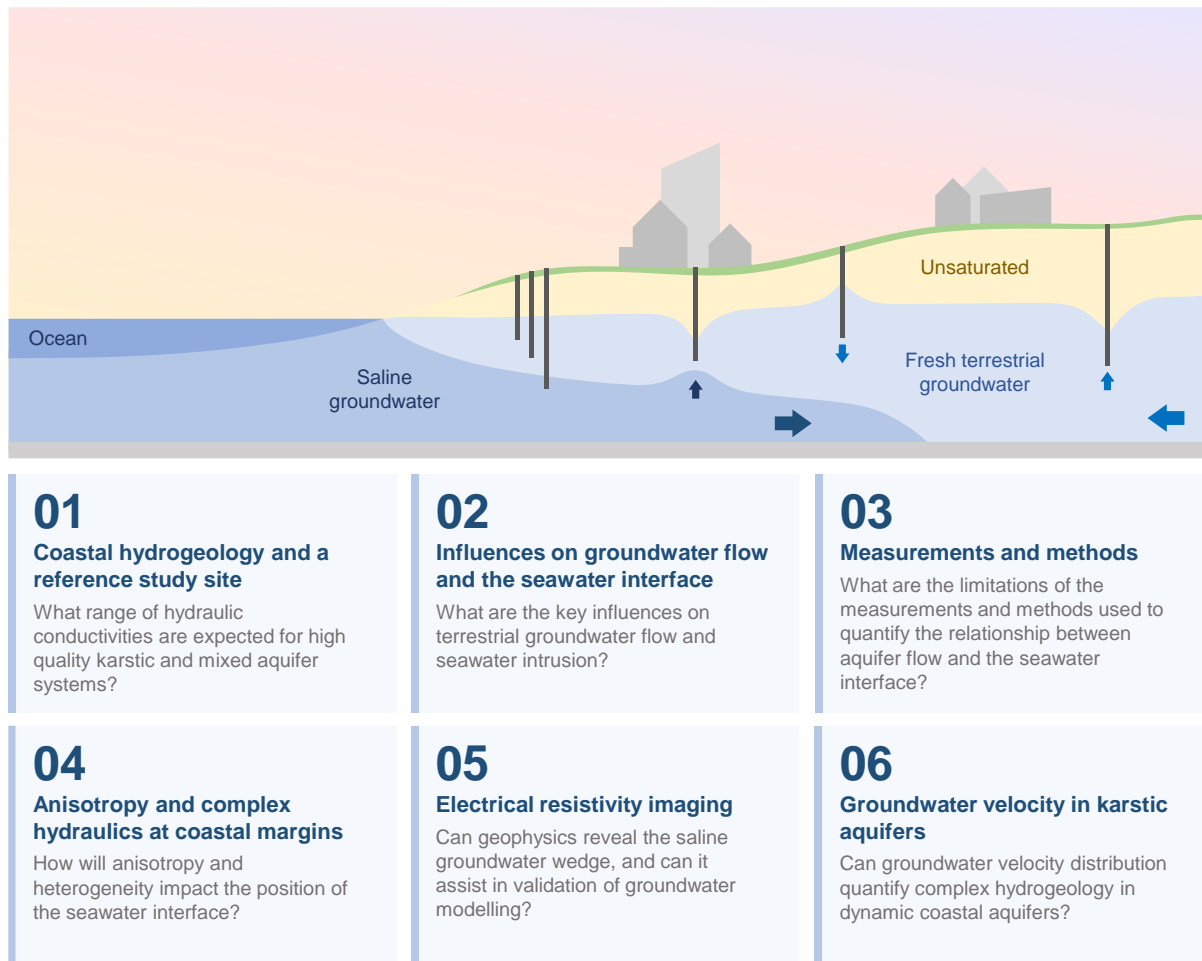 Unsaturated
Ocean
Fresh terrestrial
groundwater
Saline
groundwater
01
Coastal hydrogeology and a
reference study site
What range of hydraulic
conductivities are expected for high
quality karstic and mixed aquifer
systems?
02
Influences on groundwater flow
and the seawater interface
What are the key influences on
terrestrial groundwater flow and
seawater intrusion?
03
Measurements and methods
What are the limitations of the
measurements and methods used to
quantify the relationship between
aquifer flow and the seawater
interface?
04
Anisotropy and complex
hydraulics at coastal margins
How will anisotropy and
heterogeneity impact the position of
the seawater interface?
05
Electrical resistivity imaging
Can geophysics reveal the saline
groundwater wedge, and can it
assist in validation of groundwater
modelling?
06
Groundwater velocity in karstic
aquifers
Can groundwater velocity distribution
quantify complex hydrogeology in
dynamic coastal aquifers?